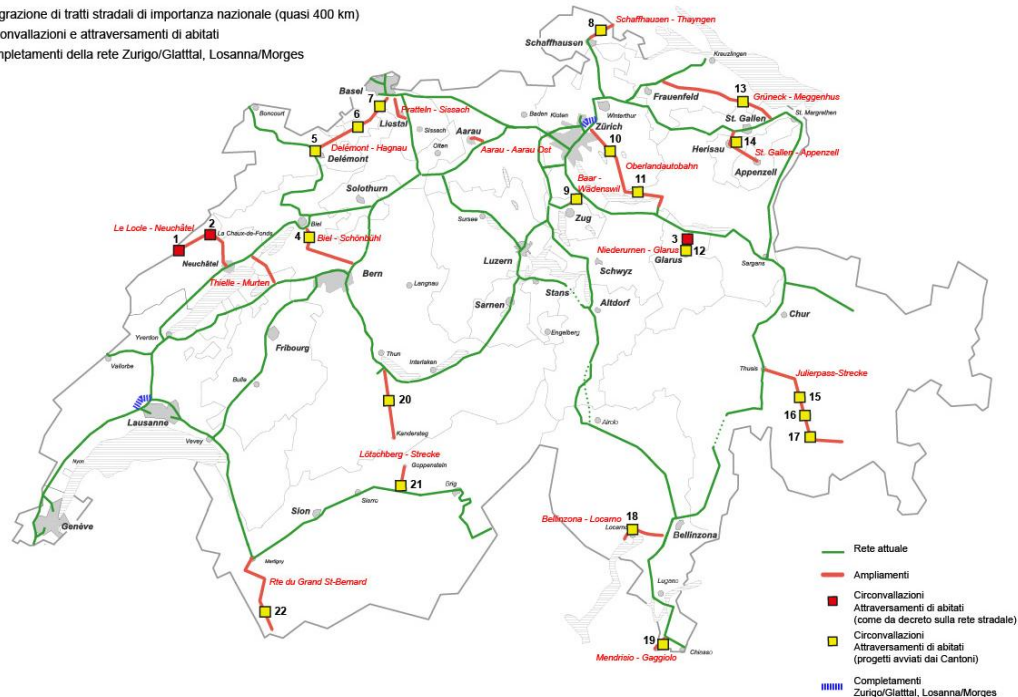 grazione di tratti stradali di importanza nazionale (quasi 400 km)
onvallazioni e attraversamenti di abitati
mpletamenti della rete Zurigo/Glatttal, Losanna/Morges
8
Schaffhausen - Thayngen
Schaffhausen
Kreuzlingen
Basel
7
Frauenfeld
13
Grüneck - Meggenhus
Boncourt
6
Pratteln - Sissach
Liestal
Baden
Kloten
Winterthur
St. Margrethen
St. Gallen
5
Sissach
Aarau
Zürich
Delémont - Hagnau
Olten
Aarau - Aarau Ost
10
14
Herisau
St. Gallen - Appenzell
Delémont
Oberlandautobahn
Appenzell
Solothurn
Baar -
Wädenswil
9
11
Le Locle - Neuchâtel
2
La Chaux-de-Fonds
Biel
Sursee
Zug
1
4
Biel - Schönbühl
3
Niederurnen - Glarus
12
Glarus
Neuchâtel
Luzern
Sargans
Thielle - Murten
Bern
Schwyz
Langnau
Stans
Altdorf
Sarnen
Chur
Yverdon
Fribourg
Engelberg
Thun
Interlaken
Vallorbe
Thusis
Julierpass-Strecke
Bulle
15
20
16
Lausanne
Airolo
Kandersteg
17
Vevey
Lötschberg - Strecke
Goppenstein
Nyon
21
Brig
Sierre
Sion
18
Bellinzona - Locarno
Locarno
Genève
Bellinzona
Martigny
Rte du Grand St-Bernard
Lugano
22
19
Mendrisio - Gaggiolo
Chiasso
Rete attuale
Ampliamenti
Circonvallazioni
Attraversamenti di abitati
(come da decreto sulla rete stradale)
Circonvallazioni
Attraversamenti di abitati
(progetti avviati dai Cantoni)
Completamenti
Zurigo/Glatttal, Losanna/Morges